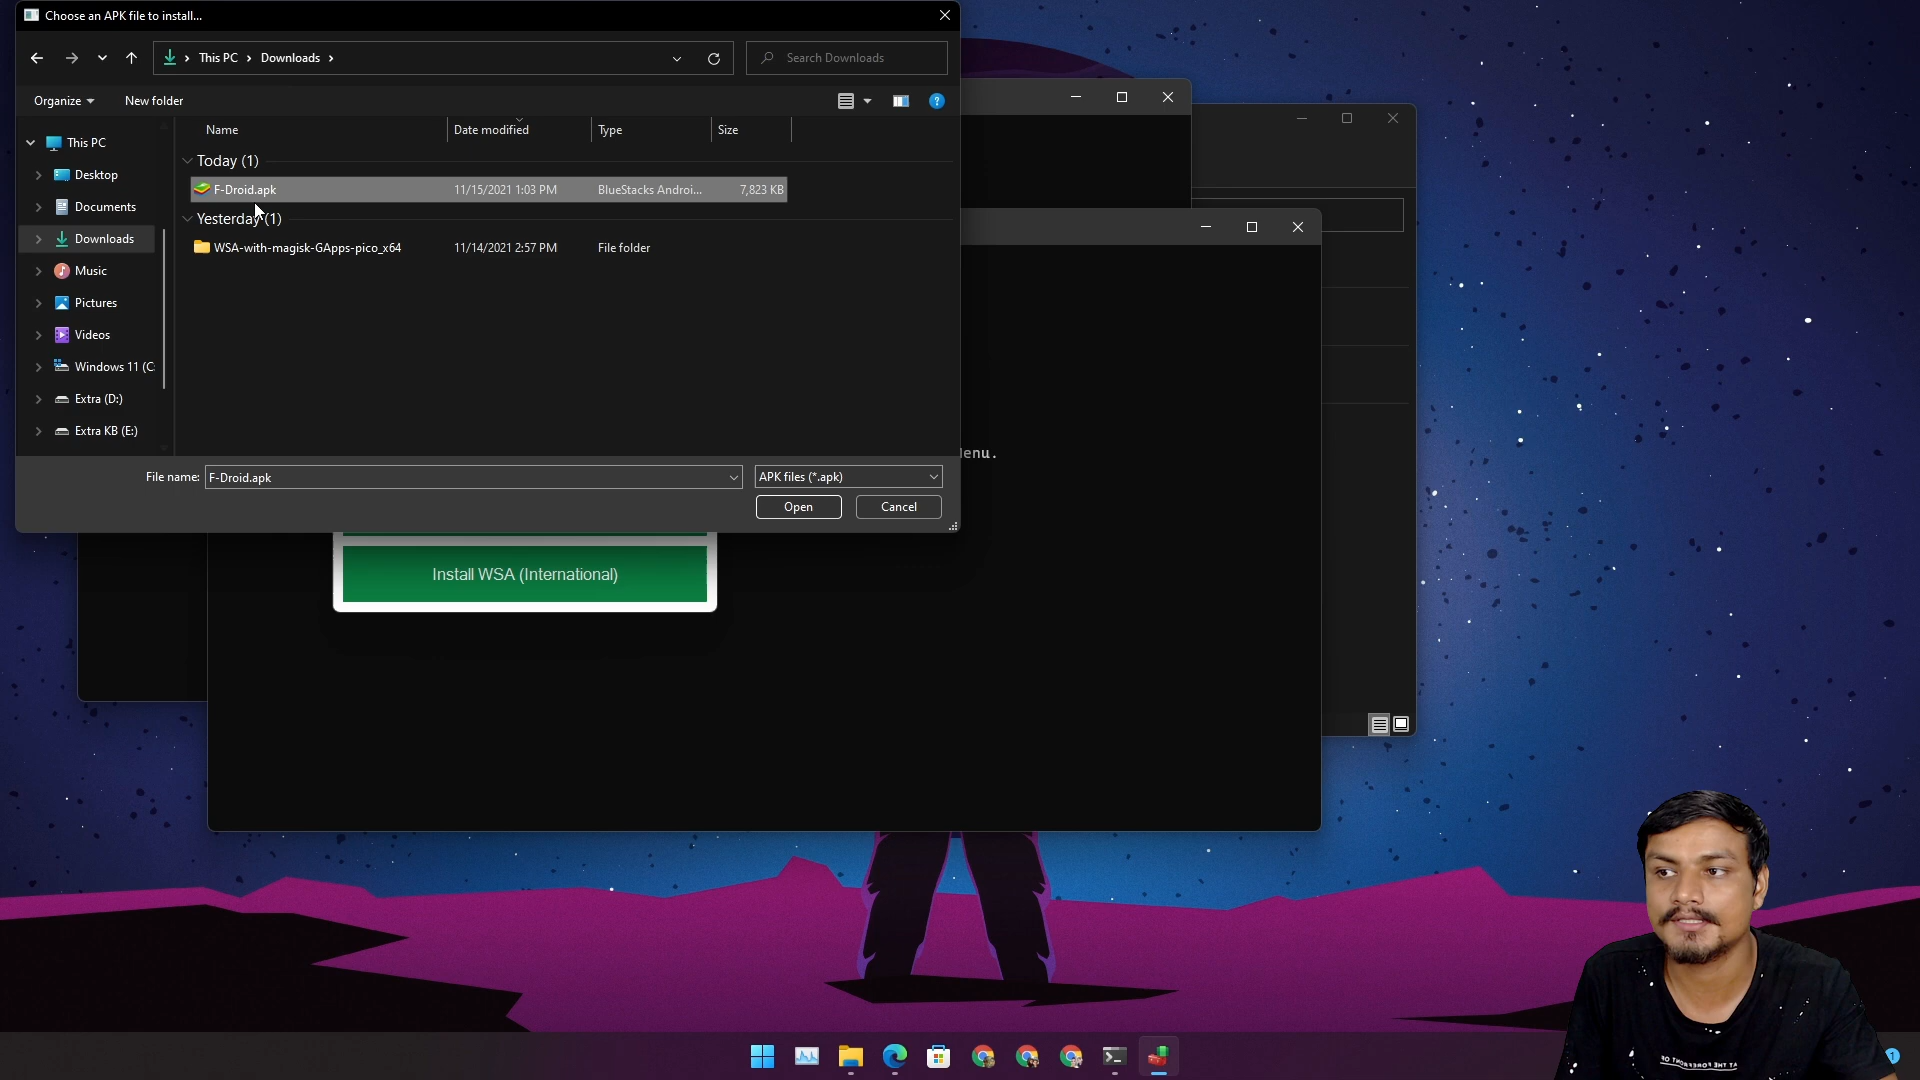 Choose an APK file to install...
This PC
Downloads
Search Downloads
Organize
New folder
Name
Date modified
Type
Size
This PC
Desktop
Documents
Downloads
Music
Pictures
Videos
Windows 11 (C:
Extra (D:)
Extra KB (E:)
Today (1)
F-Droid.apk 11/15/2021 1:03 PM BlueStacks Androi... 7,823 KB
Yesterday (1)
WSA-with-magisk-GApps-pico_x64 11/14/2021 2:57 PM File folder
File name: F-Droid.apk
APK files (*.apk)
Open
Cancel
enu.
Install WSA (International)
1